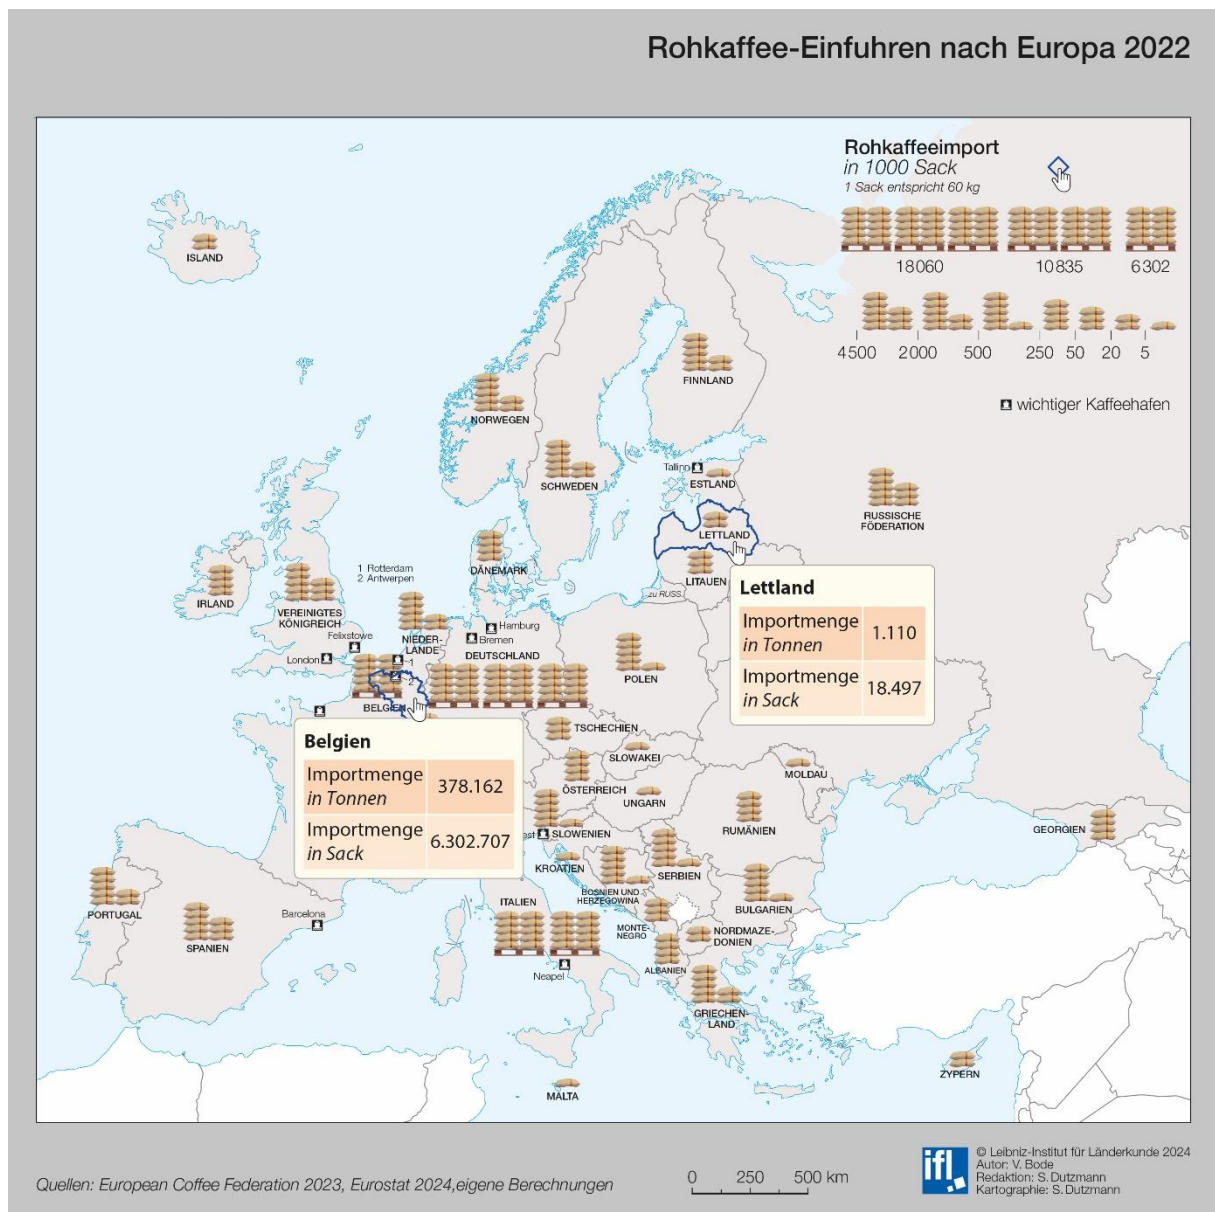 Rohkaffee-Einfuhren nach Europa 2022
Rohkaffeeimport
in 1000 Sack
1 Sack entspricht 60 kg
18060 10835 6302
4500 2000 500 250 50 20 5
wichtiger Kaffeehafen
ISLAND
FINNLAND
NORWEGEN
SCHWEDEN
Tallinn
ESTLAND
RUSSISCHE
FÖDERATION
LETTLAND
DÄNEMARK
LITAUEN
zu RUSS.
1 Rotterdam
2 Antwerpen
IRLAND
VEREINIGTES
KÖNIGREICH
Felixstowe
London
NIEDER-
LANDE
Hamburg
Bremen
DEUTSCHLAND
1
2
BELGIEN
POLEN
Lettland
Importmenge
in Tonnen
1.110
Importmenge
in Sack
18.497
Belgien
Importmenge
in Tonnen
378.162
Importmenge
in Sack
6.302.707
TSCHECHIEN
SLOWAKEI
MOLDAU
ÖSTERREICH
UNGARN
RUMÄNIEN
GEORGIEN
SLOWENIEN
KROATIEN
SERBIEN
BOSNIEN UND
HERZEGOWINA
BULGARIEN
PORTUGAL
SPANIEN
Barcelona
ITALIEN
MONTE-
NEGRO
NORDMAZE-
DONIEN
ALBANIEN
Neapel
GRIECHEN-
LAND
ZYPERN
MALTA
Quellen: European Coffee Federation 2023, Eurostat 2024,eigene Berechnungen
0 250 500 km
ifl
© Leibniz-Institut für Länderkunde 2024
Autor: V. Bode
Redaktion: S. Dutzmann
Kartographie: S. Dutzmann